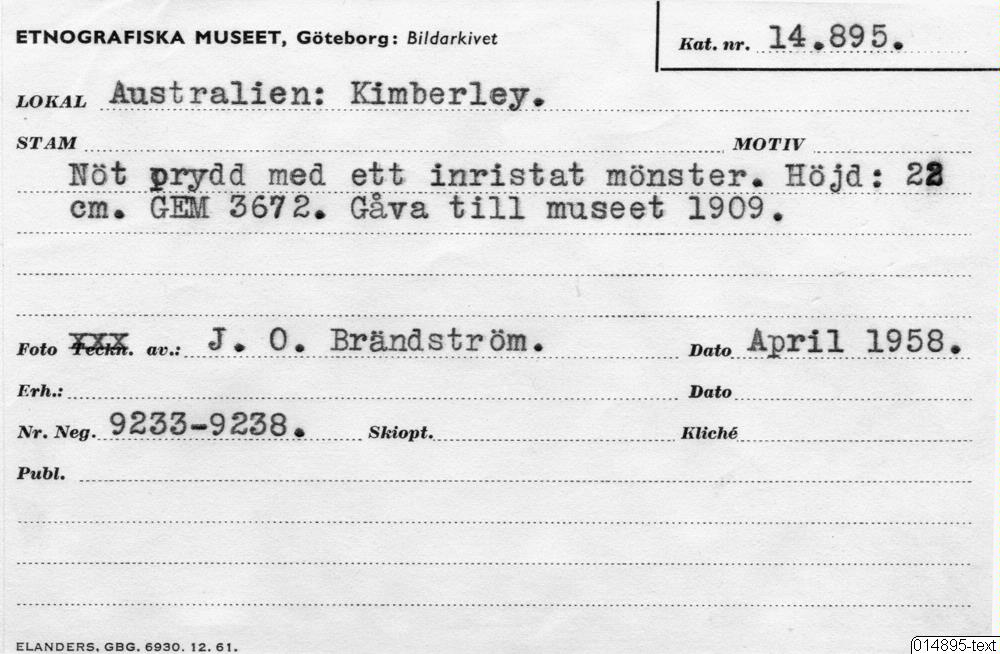 ETNOGRAFISKA MUSEET, Göteborg: Bildarkivet
Kat. nr. 14.895.
LOKAL Australien: Kimberley.
STAM MOTIV
Nöt prydd med ett inristat mönster. Höjd: 22
cm. GEM 3672. Gåva till museet 1909.
Foto Teckn. av.: J. O. Brändström. Dato April 1958.
Erh.: Dato
Nr. Neg. 9233-9238. Skiopt. Kliché
Publ.
ELANDERS, GBG. 6930. 12. 61.
014895-text